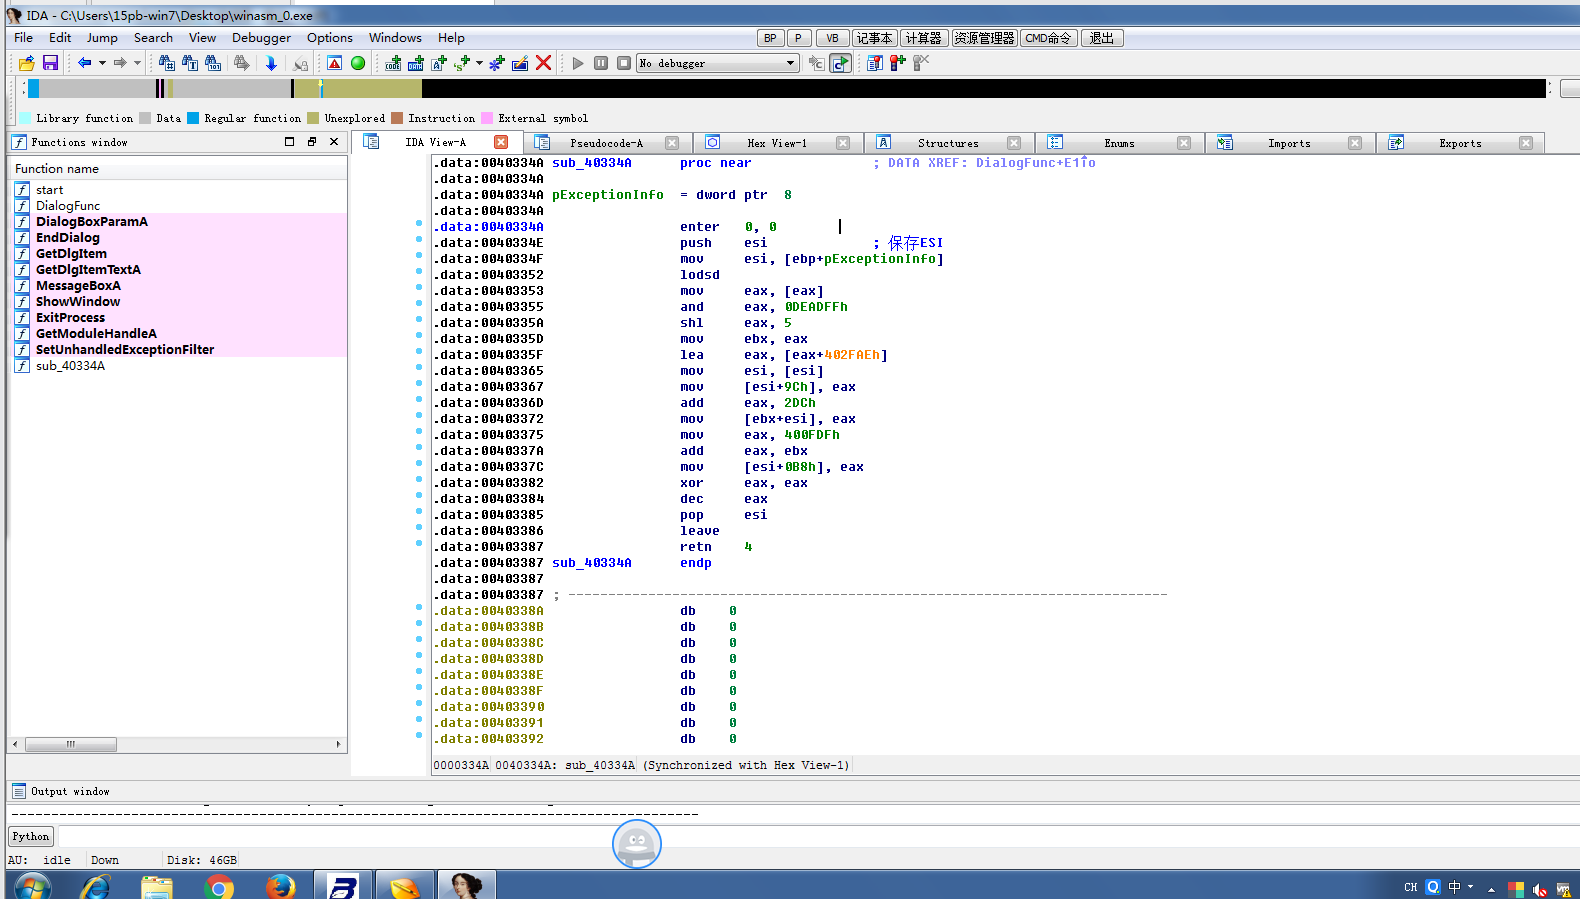 IDA - C:\Users\15pb-win7\Desktop\winasm_0.exe
File Edit Jump Search View Debugger Options Windows Help BP P VB 记事本 计算器 资源管理器 CMD命令 退出
No debugger
Library function Data Regular function Unexplored Instruction External symbol
Functions window IDA View-A Pseudocode-A Hex View-1 Structures Enums Imports Exports
Function name
start
DialogFunc
DialogBoxParamA
EndDialog
GetDlgItem
GetDlgItemTextA
MessageBoxA
ShowWindow
ExitProcess
GetModuleHandleA
SetUnhandledExceptionFilter
sub_40334A
.data:0040334A sub_40334A proc near ; DATA XREF: DialogFunc+E1↑o
.data:0040334A
.data:0040334A pExceptionInfo = dword ptr 8
.data:0040334A
.data:0040334A enter 0, 0
.data:0040334E push esi ; 保存ESI
.data:0040334F mov esi, [ebp+pExceptionInfo]
.data:00403352 lodsd
.data:00403353 mov eax, [eax]
.data:00403355 and eax, 0DEADFFh
.data:0040335A shl eax, 5
.data:0040335D mov ebx, eax
.data:0040335F lea eax, [eax+402FAEh]
.data:00403365 mov esi, [esi]
.data:00403367 mov [esi+9Ch], eax
.data:0040336D add eax, 2DCh
.data:00403372 mov [ebx+esi], eax
.data:00403375 mov eax, 400FDFh
.data:0040337A add eax, ebx
.data:0040337C mov [esi+0B8h], eax
.data:00403382 xor eax, eax
.data:00403384 dec eax
.data:00403385 pop esi
.data:00403386 leave
.data:00403387 retn 4
.data:00403387 sub_40334A endp
.data:00403387
.data:00403387 ; ---------------------------------------------------------------------------
.data:0040338A db 0
.data:0040338B db 0
.data:0040338C db 0
.data:0040338D db 0
.data:0040338E db 0
.data:0040338F db 0
.data:00403390 db 0
.data:00403391 db 0
.data:00403392 db 0
0000334A 0040334A: sub_40334A (Synchronized with Hex View-1)
Output window
Python
AU: idle Down Disk: 46GB
CH 中